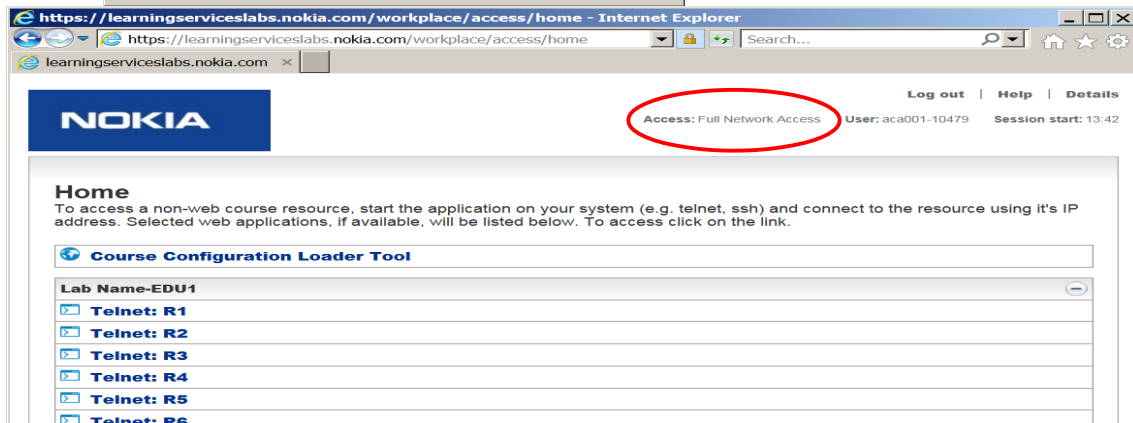 https://learningserviceslabs.nokia.com/workplace/access/home - Internet Explorer
https://learningserviceslabs.nokia.com/workplace/access/home
Search...
learningserviceslabs.nokia.com
Log out | Help | Details
NOKIA
Access: Full Network Access User: aca001-10479 Session start: 13:42
Home
To access a non-web course resource, start the application on your system (e.g. telnet, ssh) and connect to the resource using it's IP
address. Selected web applications, if available, will be listed below. To access click on the link.
Course Configuration Loader Tool
Lab Name-EDU1
Telnet: R1
Telnet: R2
Telnet: R3
Telnet: R4
Telnet: R5
Telnet: R6